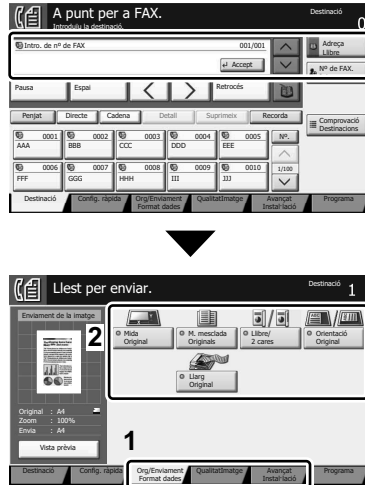 A punt per a FAX.
Introduïu la destinació.
Destinació
0
Intro. de nº de FAX
001/001
Accept
Adreça
Llibre
Nº de FAX.
Pausa
Espai
Retrocés
Penjat
Directe
Cadena
Detall
Suprimeix
Recorda
Comprovació
Destinacions
0001
AAA
0002
BBB
0003
CCC
0004
DDD
0005
EEE
Nº.
0006
FFF
0007
GGG
0008
HHH
0009
III
0010
JJJ
1/100
Destinació
Config. ràpida
Org/Enviament
Format dades
QualitatImatge
Avançat
Instal·lació
Programa
Llest per enviar.
Destinació
1
Enviament de la imatge
2
Mida
Original
M. mesclada
Originals
Llibre/
2 cares
Orientació
Original
Llarg
Original
Original : A4
Zoom : 100%
Envia : A4
Vista prèvia
1
Destinació
Config. ràpida
Org/Enviament
Format dades
QualitatImatge
Avançat
Instal·lació
Programa